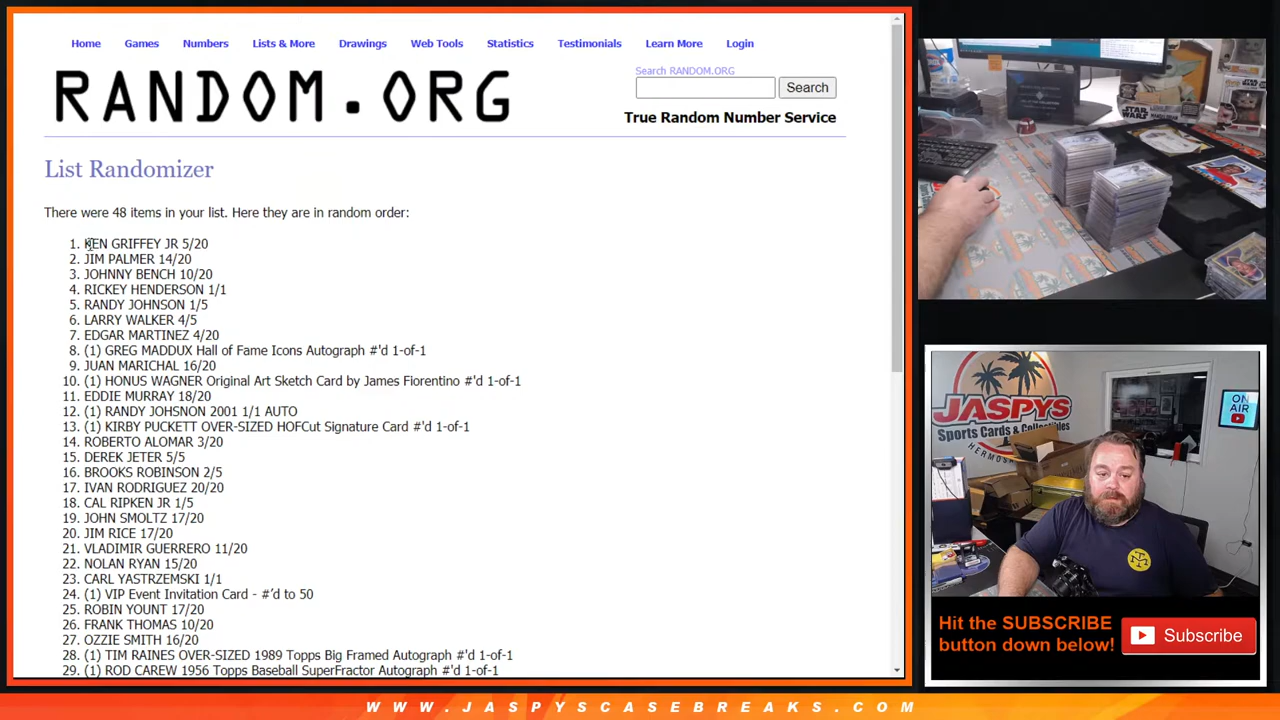 Home Games Numbers Lists & More Drawings Web Tools Statistics Testimonials Learn More Login
RANDOM.ORG
Search RANDOM.ORG
Search
True Random Number Service
List Randomizer
There were 48 items in your list. Here they are in random order:
1. KEN GRIFFEY JR 5/20
2. JIM PALMER 14/20
3. JOHNNY BENCH 10/20
4. RICKEY HENDERSON 1/1
5. RANDY JOHNSON 1/5
6. LARRY WALKER 4/5
7. EDGAR MARTINEZ 4/20
8. (1) GREG MADDUX Hall of Fame Icons Autograph #'d 1-of-1
9. JUAN MARICHAL 16/20
10. (1) HONUS WAGNER Original Art Sketch Card by James Fiorentino #'d 1-of-1
11. EDDIE MURRAY 18/20
12. (1) RANDY JOHSNON 2001 1/1 AUTO
13. (1) KIRBY PUCKETT OVER-SIZED HOFCut Signature Card #'d 1-of-1
14. ROBERTO ALOMAR 3/20
15. DEREK JETER 5/5
16. BROOKS ROBINSON 2/5
17. IVAN RODRIGUEZ 20/20
18. CAL RIPKEN JR 1/5
19. JOHN SMOLTZ 17/20
20. JIM RICE 17/20
21. VLADIMIR GUERRERO 11/20
22. NOLAN RYAN 15/20
23. CARL YASTRZEMSKI 1/1
24. (1) VIP Event Invitation Card - #’d to 50
25. ROBIN YOUNT 17/20
26. FRANK THOMAS 10/20
27. OZZIE SMITH 16/20
28. (1) TIM RAINES OVER-SIZED 1989 Topps Big Framed Autograph #'d 1-of-1
29. (1) ROD CAREW 1956 Topps Baseball SuperFractor Autograph #'d 1-of-1
STAR WARS
JASPYS
Sports Cards & Collectibles
HERMOS
ON AIR
Hit the SUBSCRIBE
button down below!
Subscribe
WWW.JASPYSCASEBREAKS.COM